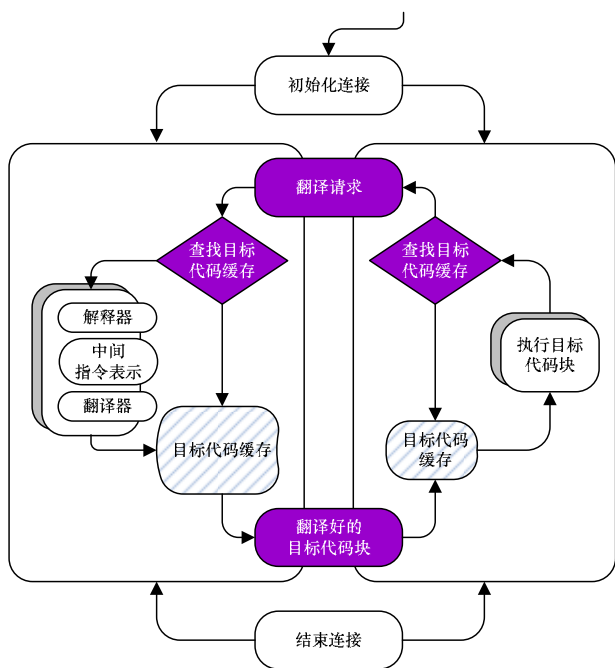 初始化连接
翻译请求
查找目标
代码缓存
查找目标
代码缓存
解释器
中间
指令表示
翻译器
执行目标
代码块
目标代码缓存
目标代码
缓存
翻译好的
目标代码块
结束连接